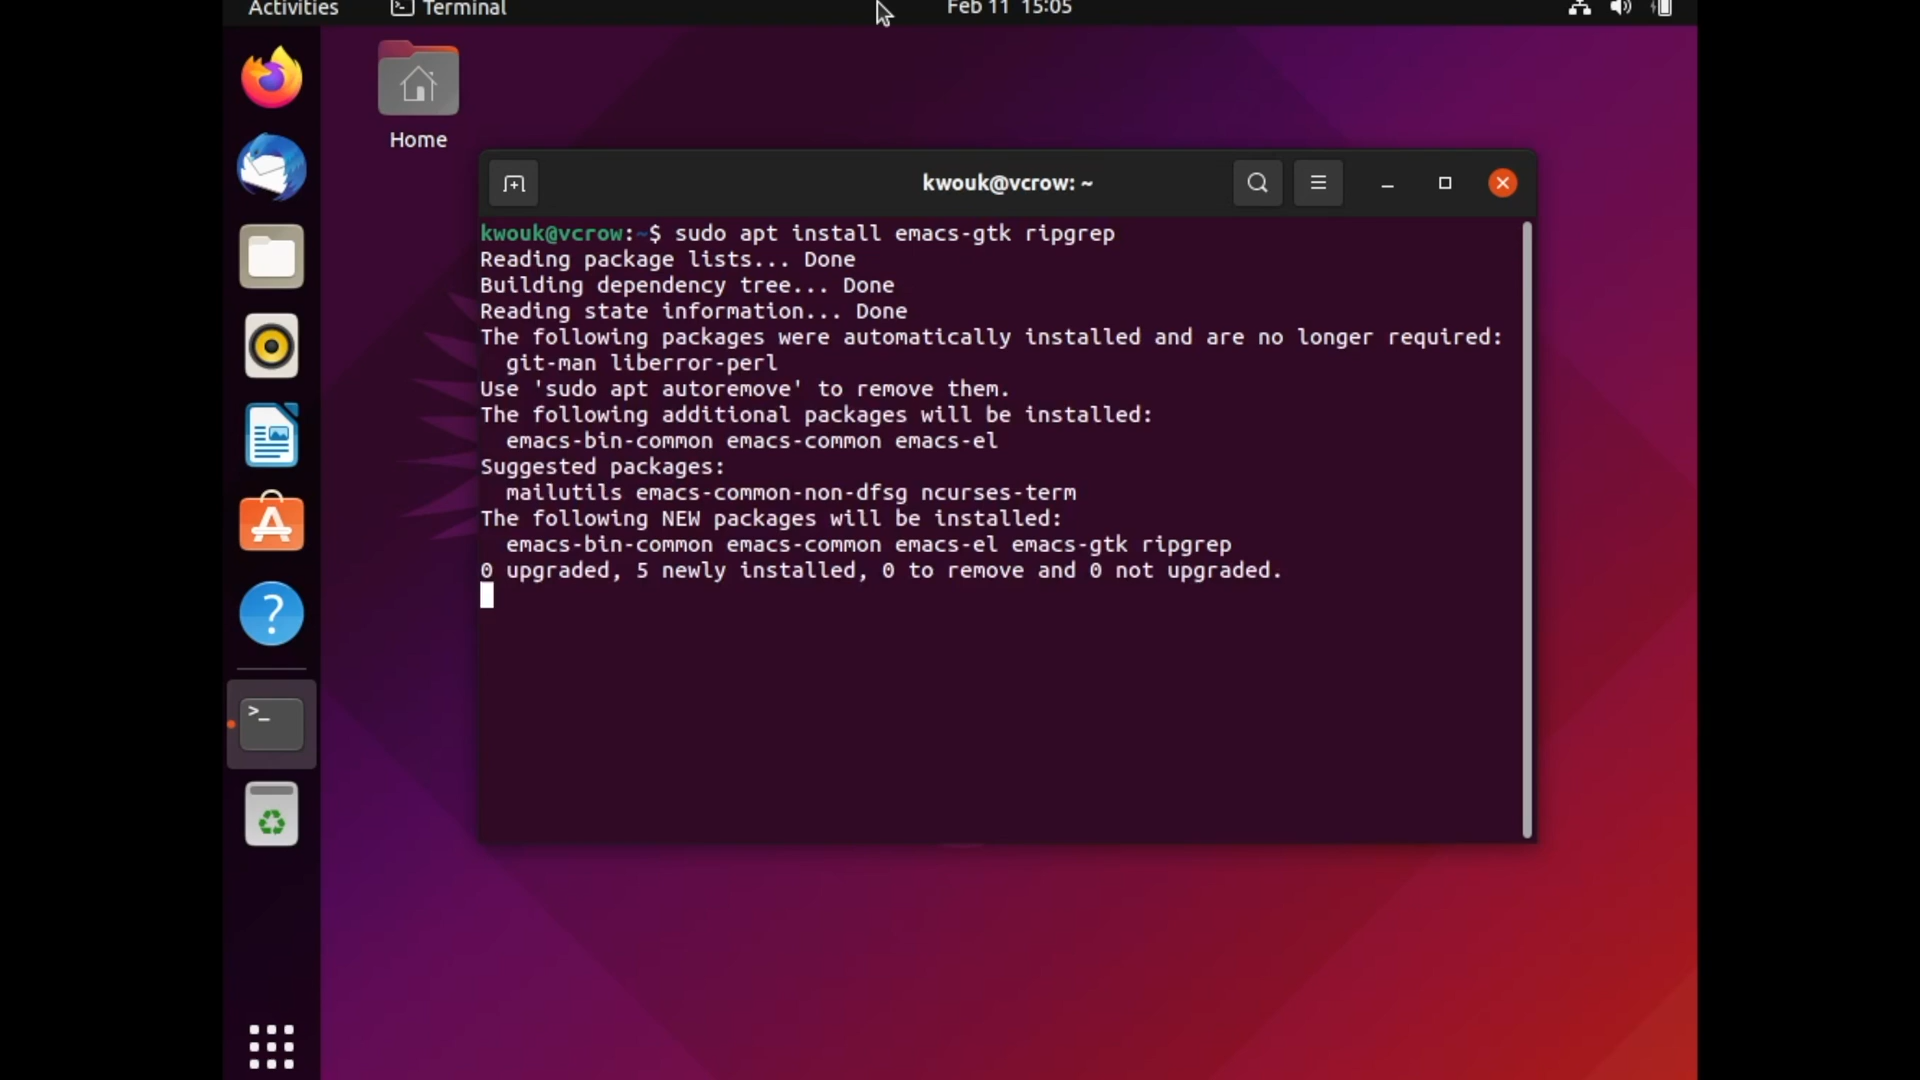 Activities
Terminal
Feb 11 15:05
Home
kwouk@vcrow: ~
kwouk@vcrow:~$ sudo apt install emacs-gtk ripgrep
Reading package lists... Done
Building dependency tree... Done
Reading state information... Done
The following packages were automatically installed and are no longer required:
  git-man liberror-perl
Use 'sudo apt autoremove' to remove them.
The following additional packages will be installed:
  emacs-bin-common emacs-common emacs-el
Suggested packages:
  mailutils emacs-common-non-dfsg ncurses-term
The following NEW packages will be installed:
  emacs-bin-common emacs-common emacs-el emacs-gtk ripgrep
0 upgraded, 5 newly installed, 0 to remove and 0 not upgraded.